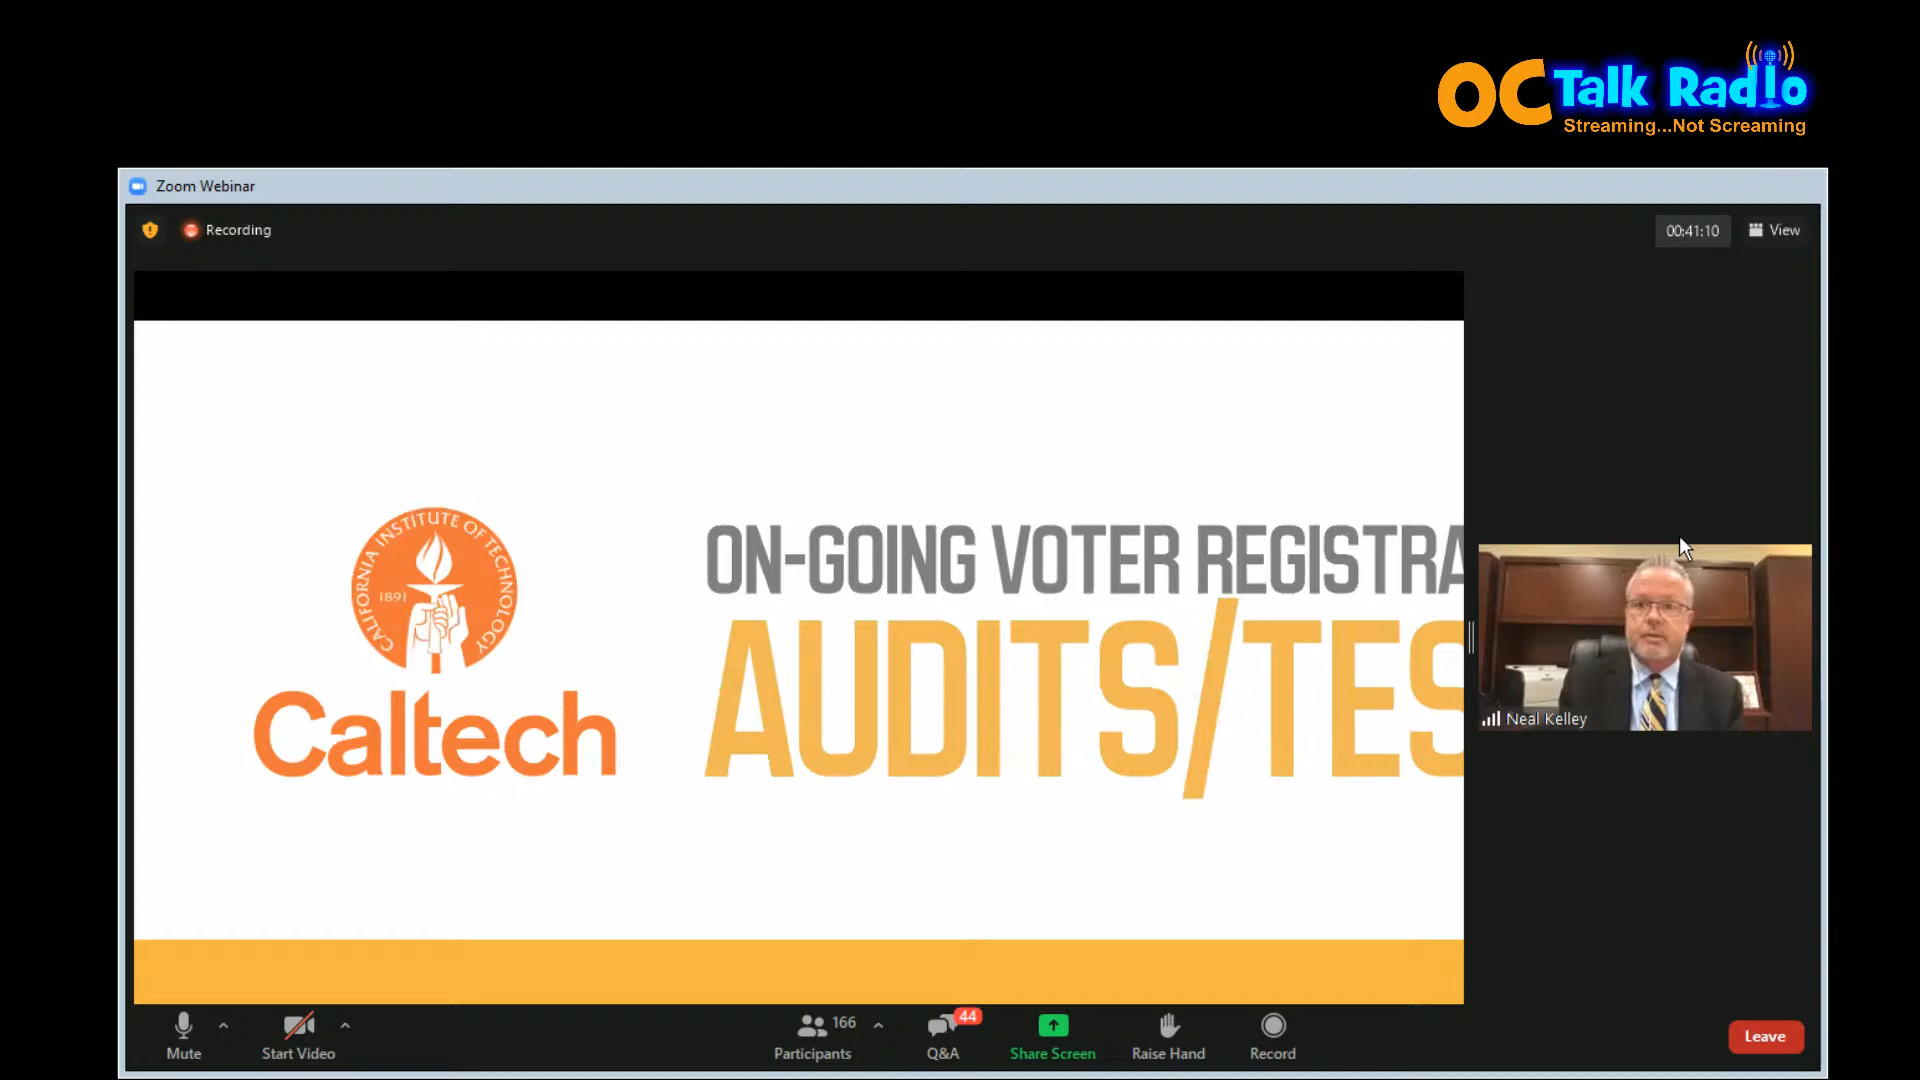 OC Talk Radio
Streaming...Not Screaming
Zoom Webinar
Recording
00:41:10
View
CALIFORNIA INSTITUTE OF TECHNOLOGY
1891
Caltech
ON-GOING VOTER REGISTRA
AUDITS/TES
Neal Kelley
Mute
Start Video
166
Participants
44
Q&A
Share Screen
Raise Hand
Record
Leave